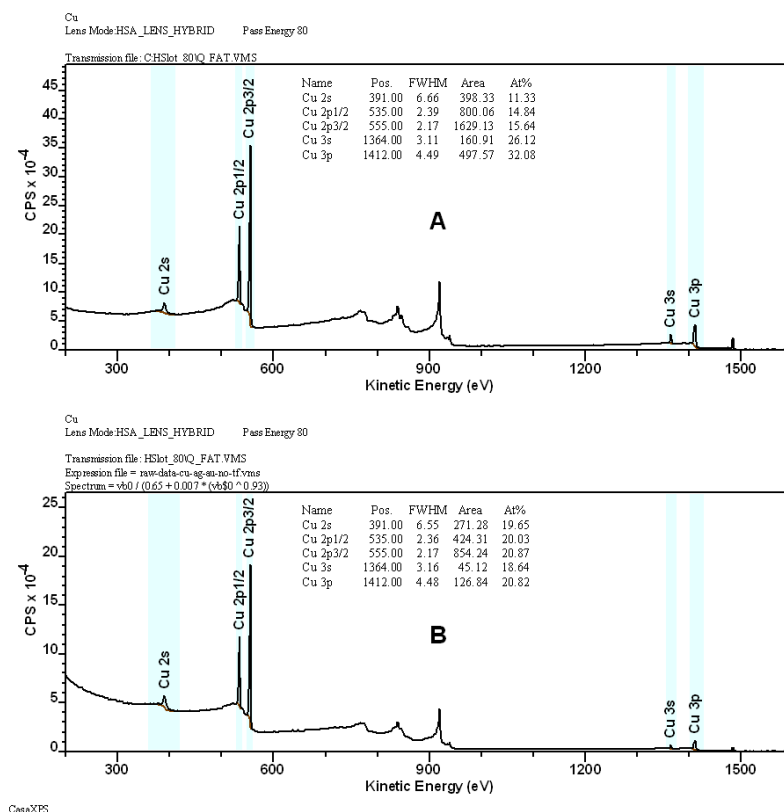 Cu
Lens Mode:HSA_LENS_HYBRID Pass Energy 80
Transmission file: C:HSlot_80\Q_FAT.VMS
Name Pos. FWHM Area At%
Cu 2s 391.00 6.66 398.33 11.33
Cu 2p1/2 535.00 2.39 800.06 14.84
Cu 2p3/2 555.00 2.17 1629.13 15.64
Cu 3s 1364.00 3.11 160.91 26.12
Cu 3p 1412.00 4.49 497.57 32.08
45
40
35
30
25
20
15
10
5
0
CPS x 10⁻⁴
Cu 2s
Cu 2p1/2
Cu 2p3/2
A
Cu 3s
Cu 3p
300 600 900 1200 1500
Kinetic Energy (eV)
Cu
Lens Mode:HSA_LENS_HYBRID Pass Energy 80
Transmission file: HSlot_80\Q_FAT.VMS
Expression file = raw-data-cu-ag-au-no-tf.vms
Spectrum = vb0 / (0.65 + 0.007 * (vb$0 ^ 0.93))
Name Pos. FWHM Area At%
Cu 2s 391.00 6.55 271.28 19.65
Cu 2p1/2 535.00 2.36 424.31 20.03
Cu 2p3/2 555.00 2.17 854.24 20.87
Cu 3s 1364.00 3.16 45.12 18.64
Cu 3p 1412.00 4.48 126.84 20.82
25
20
15
10
5
0
CPS x 10⁻⁴
Cu 2s
Cu 2p1/2
Cu 2p3/2
B
Cu 3s
Cu 3p
300 600 900 1200 1500
Kinetic Energy (eV)
CasaXPS